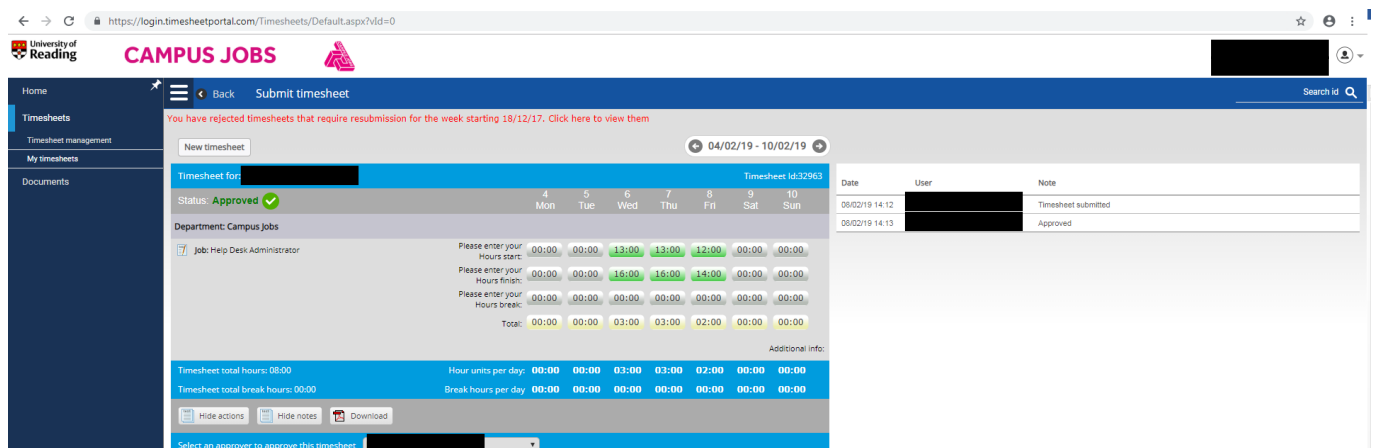 https://login.timesheetportal.com/Timesheets/Default.aspx?vId=0
University of
Reading
CAMPUS JOBS
Home
Back Submit timesheet
Search id
Timesheets
Timesheet management
My timesheets
Documents
You have rejected timesheets that require resubmission for the week starting 18/12/17. Click here to view them
New timesheet
04/02/19 - 10/02/19
Timesheet for: Timesheet Id:32963
Status: Approved
4 5 6 7 8 9 10
Mon Tue Wed Thu Fri Sat Sun
Department: Campus Jobs
Job: Help Desk Administrator
Please enter your
Hours start: 00:00 00:00 13:00 13:00 12:00 00:00 00:00
Please enter your
Hours finish: 00:00 00:00 16:00 16:00 14:00 00:00 00:00
Please enter your
Hours break: 00:00 00:00 00:00 00:00 00:00 00:00 00:00
Total: 00:00 00:00 03:00 03:00 02:00 00:00 00:00
Additional info:
Timesheet total hours: 08:00 Hour units per day: 00:00 00:00 03:00 03:00 02:00 00:00 00:00
Timesheet total break hours: 00:00 Break hours per day 00:00 00:00 00:00 00:00 00:00 00:00 00:00
Hide actions Hide notes Download
Select an approver to approve this timesheet
Date User Note
08/02/19 14:12 Timesheet submitted
08/02/19 14:13 Approved